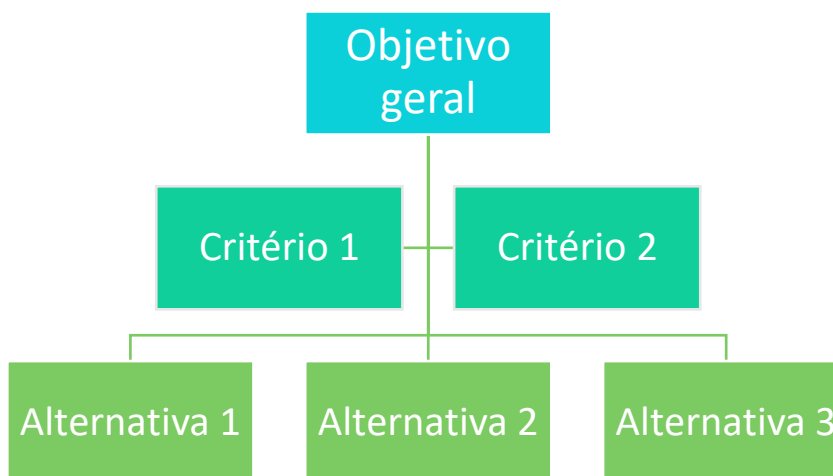 Objetivo
geral
Critério 1
Critério 2
Alternativa 1
Alternativa 2
Alternativa 3